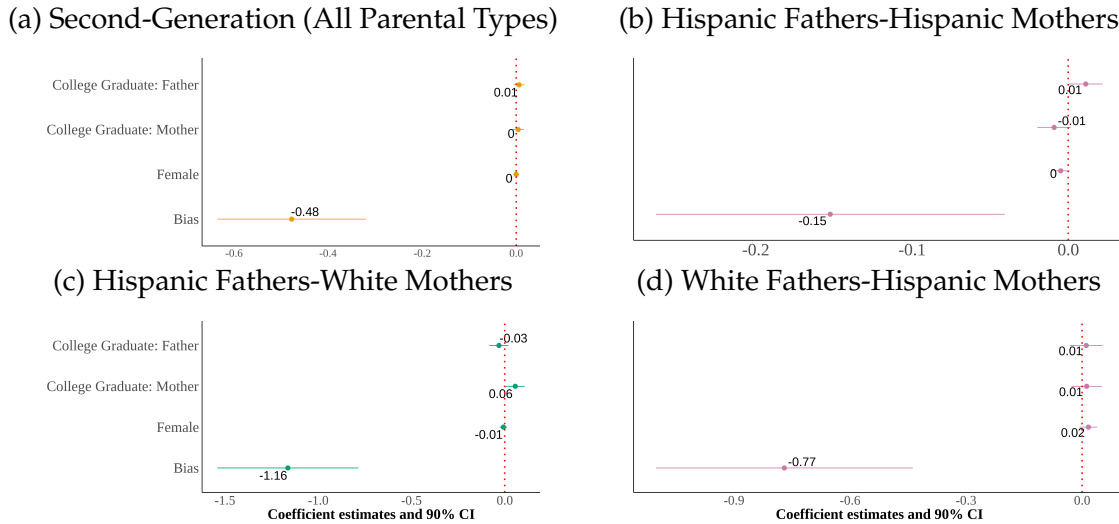 (a) Second-Generation (All Parental Types)
College Graduate: Father
0.01
College Graduate: Mother
0
Female
0
Bias
-0.48
-0.6 -0.4 -0.2 0.0
(b) Hispanic Fathers-Hispanic Mothers
0.01
-0.01
0
-0.15
-0.2 -0.1 0.0
(c) Hispanic Fathers-White Mothers
College Graduate: Father
-0.03
College Graduate: Mother
0.06
Female
-0.01
Bias
-1.16
-1.5 -1.0 -0.5 0.0
Coefficient estimates and 90% CI
(d) White Fathers-Hispanic Mothers
0.01
0.01
0.02
-0.77
-0.9 -0.6 -0.3 0.0
Coefficient estimates and 90% CI